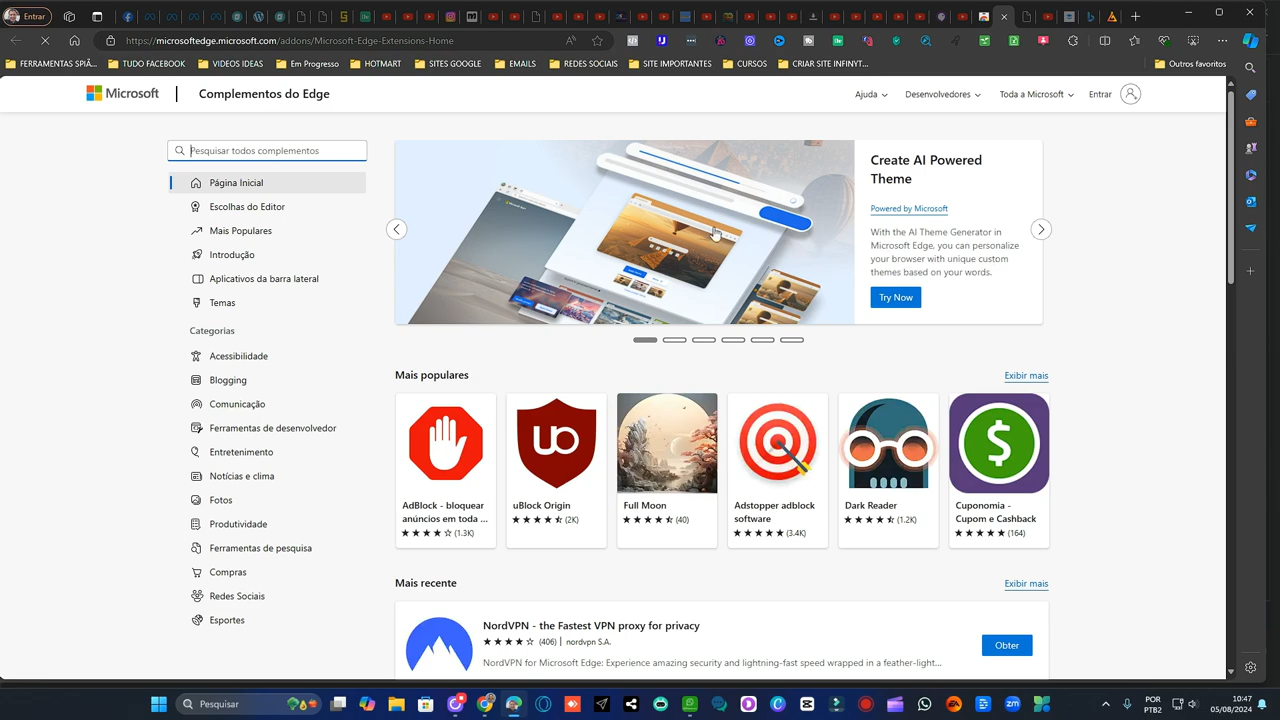 Entrar
https://microsoftedge.microsoft.com/addons/Microsoft-Edge-Extensions-Home
FERRAMENTAS SPIÃ...
TUDO FACEBOOK
VIDEOS IDEAS
Em Progresso
HOTMART
SITES GOOGLE
EMAILS
REDES SOCIAIS
SITE IMPORTANTES
CURSOS
CRIAR SITE INFINYT...
Outros favoritos
Microsoft
Complementos do Edge
Ajuda
Desenvolvedores
Toda a Microsoft
Entrar
Pesquisar todos complementos
Página Inicial
Escolhas do Editor
Mais Populares
Introdução
Aplicativos da barra lateral
Temas
Categorias
Acessibilidade
Blogging
Comunicação
Ferramentas de desenvolvedor
Entretenimento
Notícias e clima
Fotos
Produtividade
Ferramentas de pesquisa
Compras
Redes Sociais
Esportes
Create AI Powered
Theme
Powered by Microsoft
With the AI Theme Generator in
Microsoft Edge, you can personalize
your browser with unique custom
themes based on your words.
Try Now
Mais populares
Exibir mais
AdBlock - bloquear
anúncios em toda ...
(1.3K)
uBlock Origin
(2K)
Full Moon
(40)
Adstopper adblock
software
(3.4K)
Dark Reader
(1.2K)
Cuponomia -
Cupom e Cashback
(164)
Mais recente
Exibir mais
NordVPN - the Fastest VPN proxy for privacy
(406) | nordvpn S.A.
NordVPN for Microsoft Edge: Experience amazing security and lightning-fast speed wrapped in a feather-light...
Obter
Pesquisar
POR
PTB2
10:47
05/08/2024